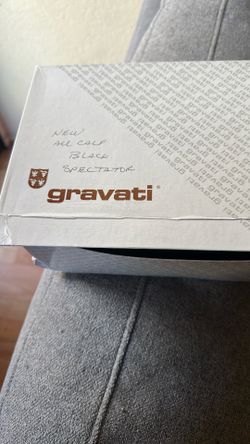 NEW
ALL CALF
BLACK
SPECTATOR
gravati®